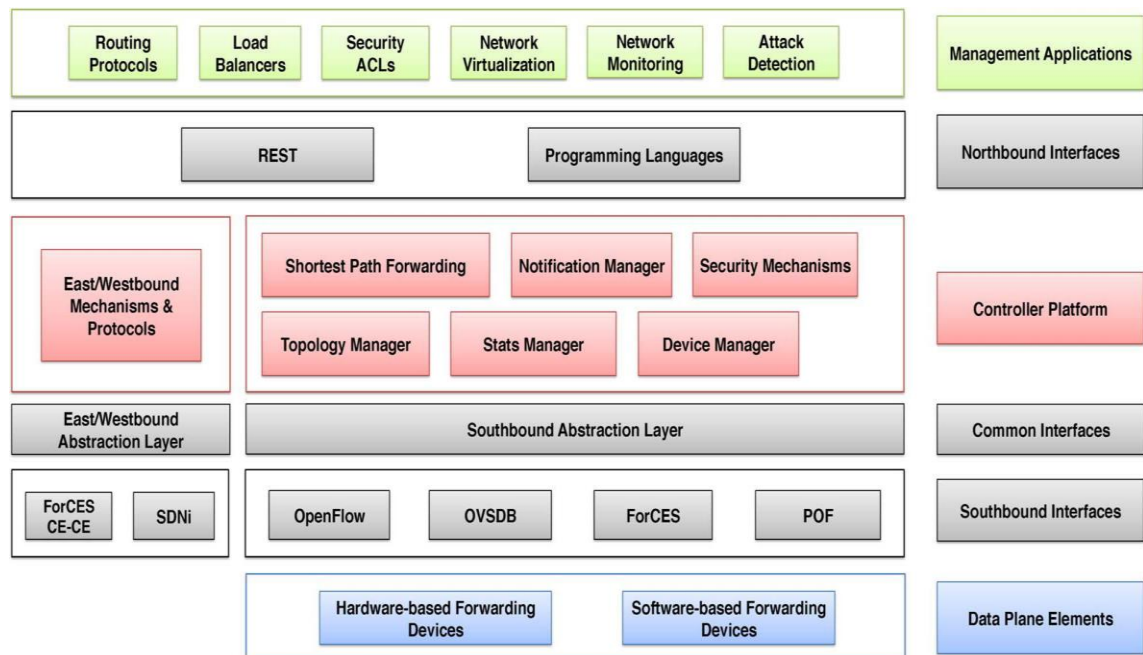 Routing
Protocols
Load
Balancers
Security
ACLs
Network
Virtualization
Network
Monitoring
Attack
Detection
Management Applications
REST
Programming Languages
Northbound Interfaces
East/Westbound
Mechanisms &
Protocols
Shortest Path Forwarding
Notification Manager
Security Mechanisms
Topology Manager
Stats Manager
Device Manager
Controller Platform
East/Westbound
Abstraction Layer
Southbound Abstraction Layer
Common Interfaces
ForCES
CE-CE
SDNi
OpenFlow
OVSDB
ForCES
POF
Southbound Interfaces
Hardware-based Forwarding
Devices
Software-based Forwarding
Devices
Data Plane Elements